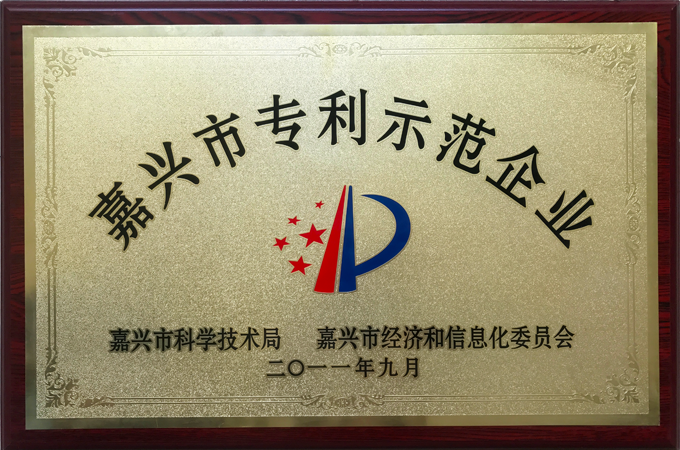 嘉兴市专利示范企业
嘉兴市科学技术局 嘉兴市经济和信息化委员会
二〇一一年九月